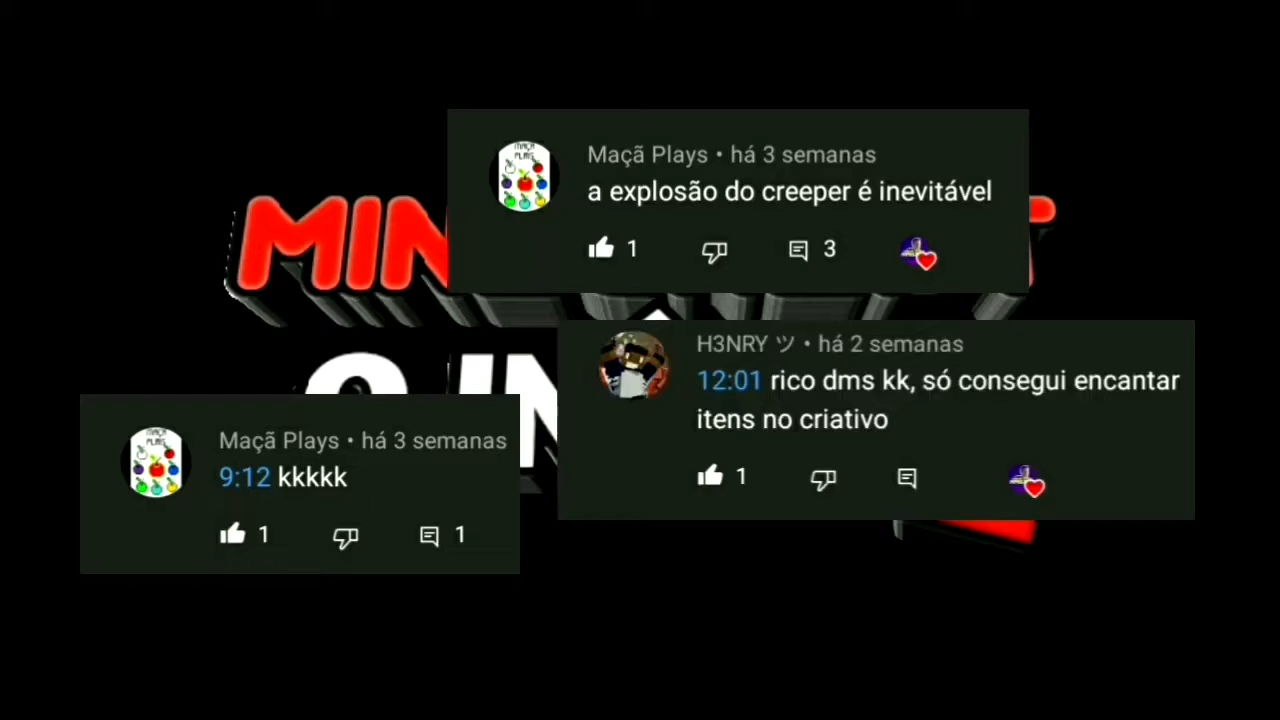 Maçã Plays • há 3 semanas
a explosão do creeper é inevitável
1 3
MIN
H3NRY ツ • há 2 semanas
12:01 rico dms kk, só consegui encantar
itens no criativo
1
Maçã Plays • há 3 semanas
9:12 kkkkk
1 1